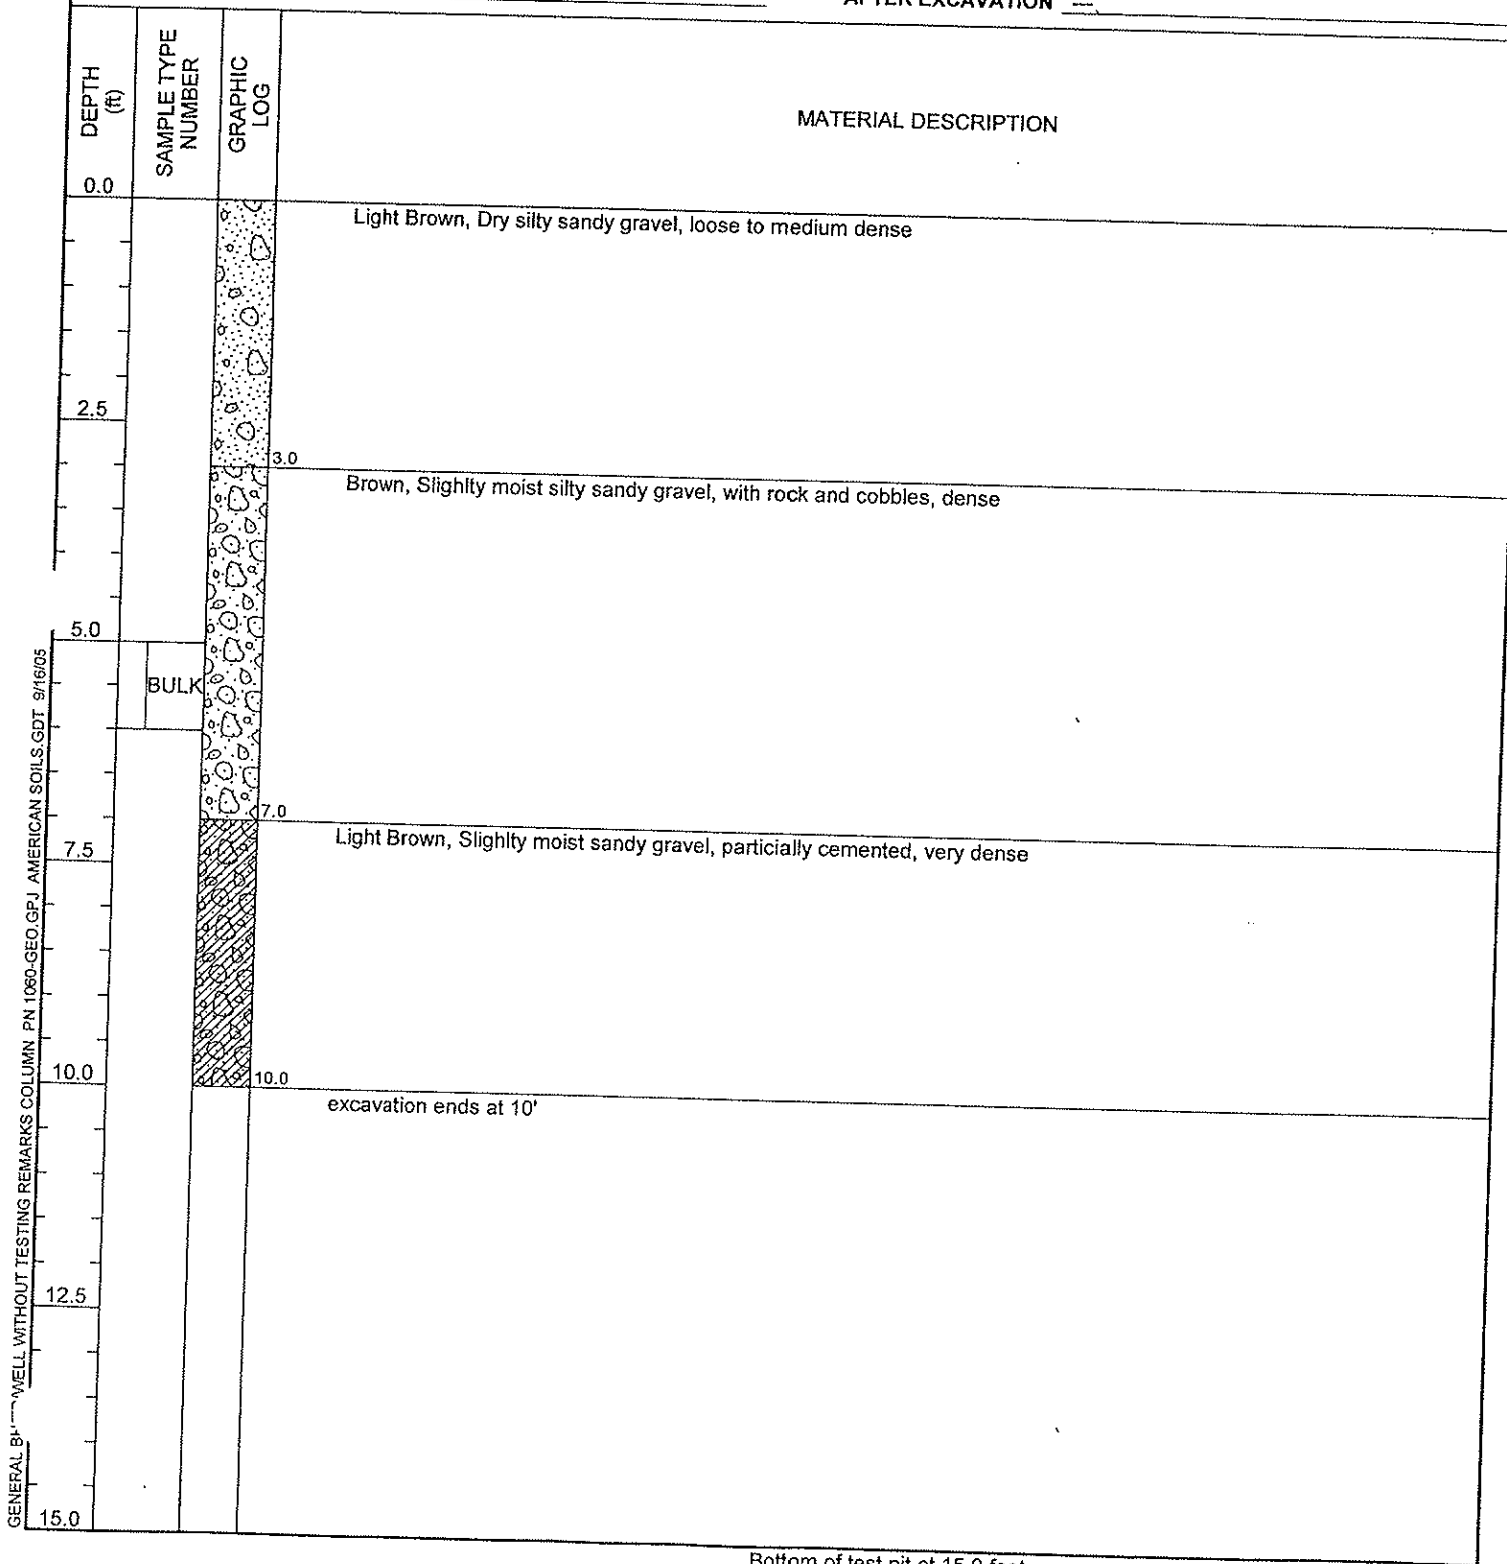 AFTER EXCAVATION ---
DEPTH
(ft)
SAMPLE TYPE
NUMBER
GRAPHIC
LOG
MATERIAL DESCRIPTION
0.0
Light Brown, Dry silty sandy gravel, loose to medium dense
2.5
3.0
Brown, Slighlty moist silty sandy gravel, with rock and cobbles, dense
5.0
BULK
7.0
Light Brown, Slighlty moist sandy gravel, particially cemented, very dense
7.5
10.0
10.0
excavation ends at 10'
12.5
15.0
Bottom of test pit at 15.0 feet
GENERAL WELL WITHOUT TESTING REMARKS COLUMN PN 1060-GEO.GPJ AMERICAN SOILS.GDT 9/16/05